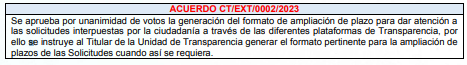 ACUERDO CT/EXT/0002/2023
Se aprueba por unanimidad de votos la generación del formato de ampliación de plazo para dar atención a
las solicitudes interpuestas por la ciudadanía a través de las diferentes plataformas de Transparencia, por
ello se instruye al Titular de la Unidad de Transparencia generar el formato pertinente para la ampliación de
plazos de las Solicitudes cuando así se requiera.